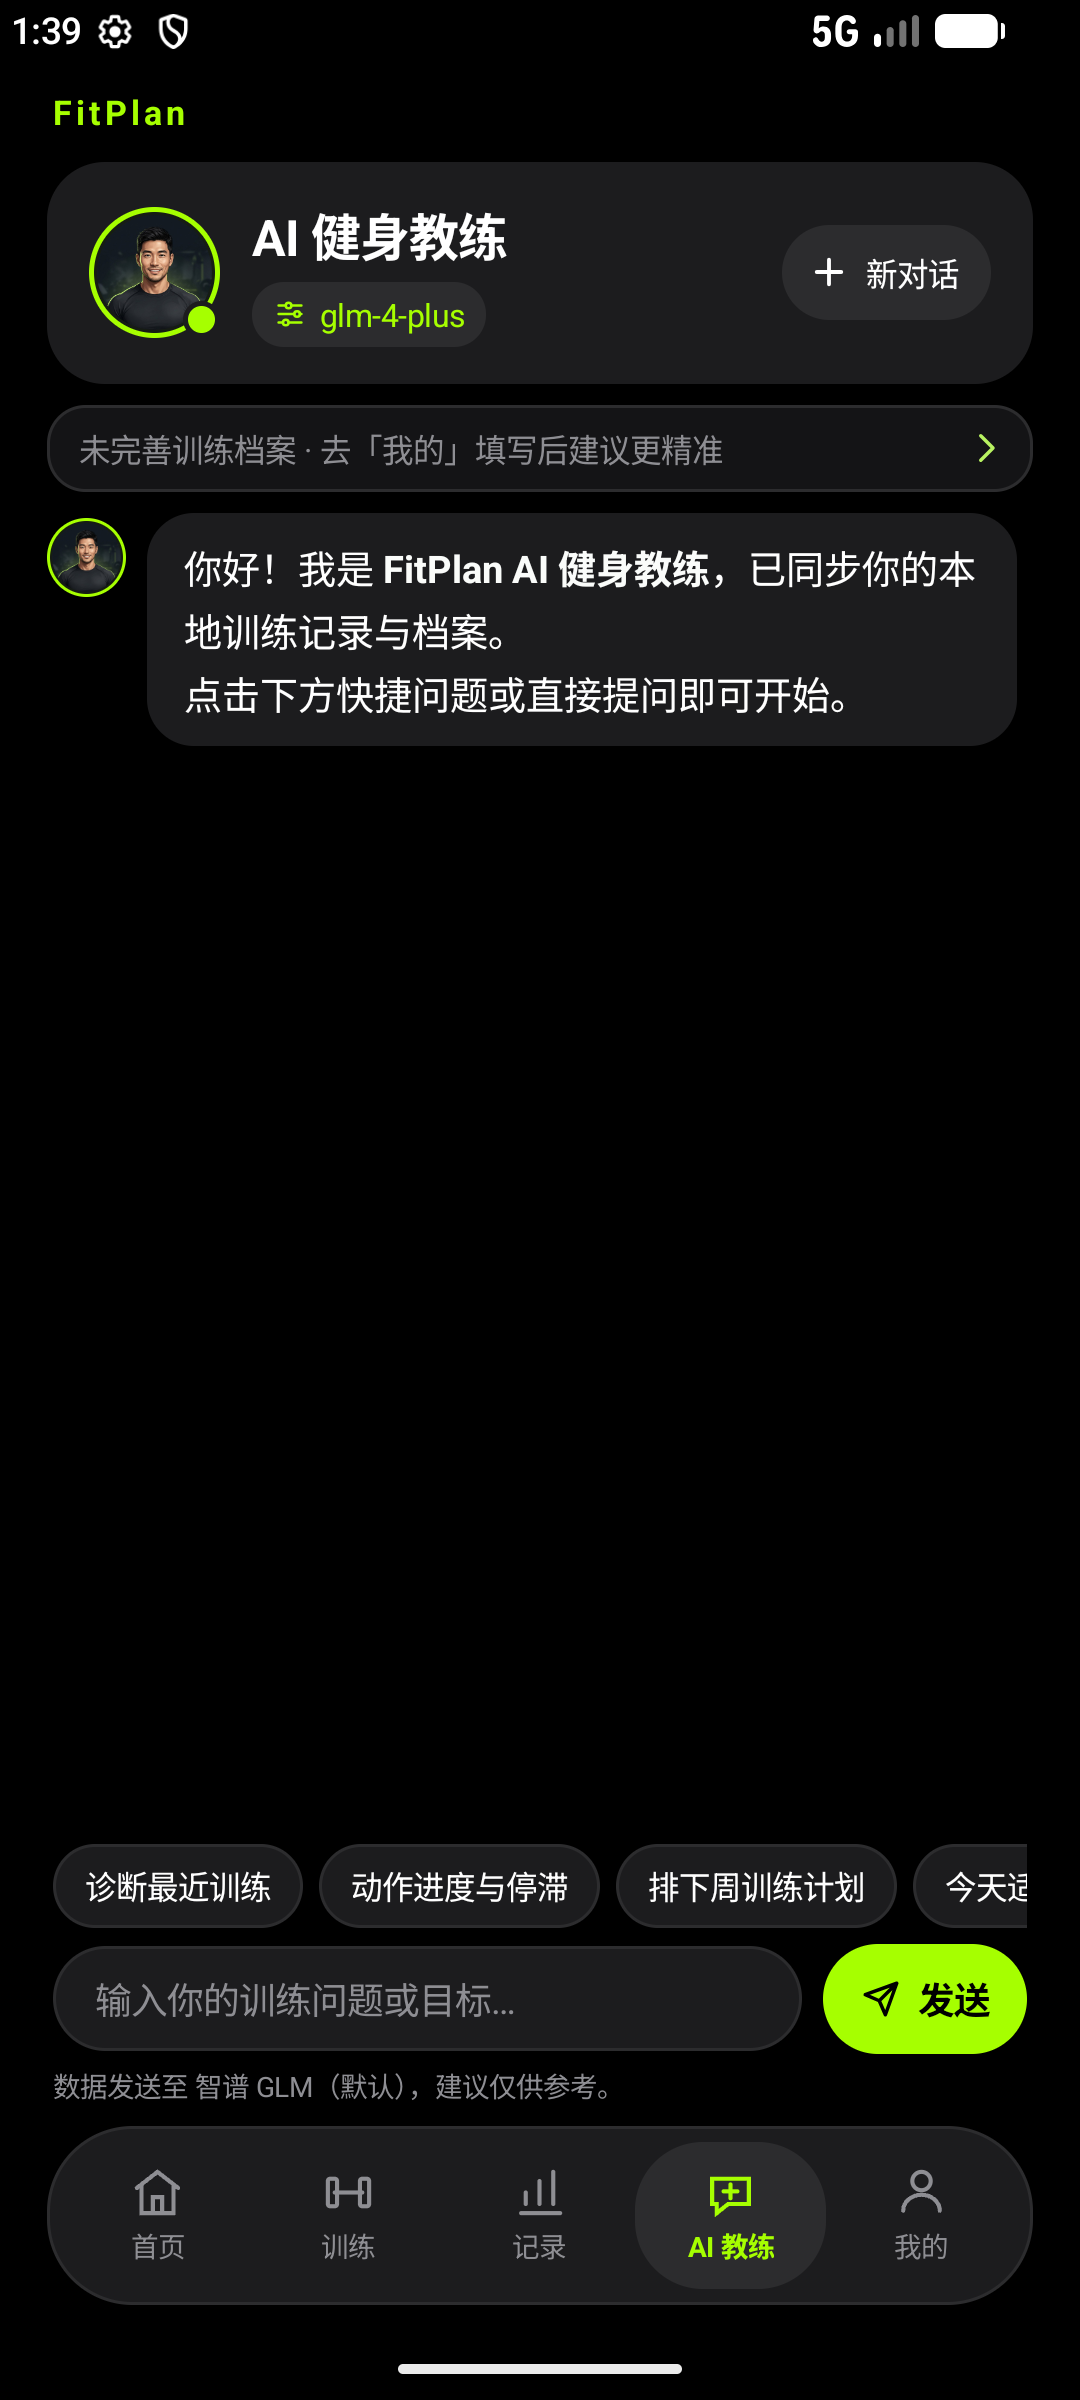 1:39
5G
FitPlan
AI 健身教练
glm-4-plus
新对话
未完善训练档案 · 去「我的」填写后建议更精准
你好！我是 FitPlan AI 健身教练，已同步你的本
地训练记录与档案。
点击下方快捷问题或直接提问即可开始。
诊断最近训练
动作进度与停滞
排下周训练计划
今天适
输入你的训练问题或目标...
发送
数据发送至 智谱 GLM（默认），建议仅供参考。
首页
训练
记录
AI 教练
我的